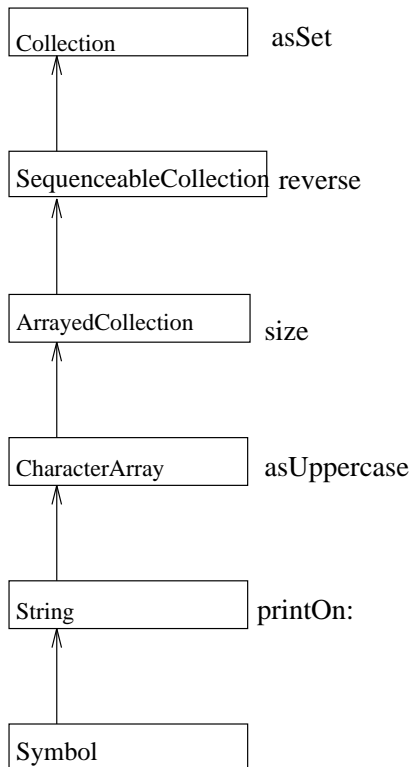 Collection
asSet
SequenceableCollection
reverse
ArrayedCollection
size
CharacterArray
asUppercase
String
printOn:
Symbol